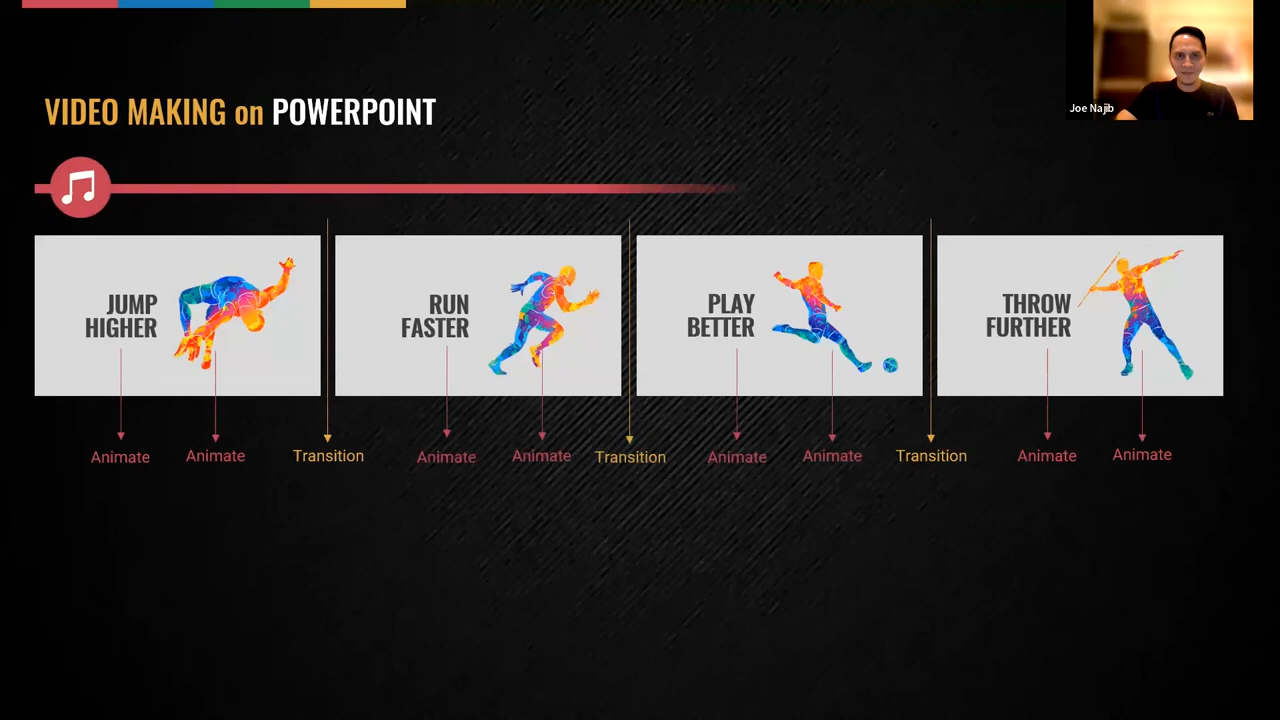 Joe Najib
VIDEO MAKING on POWERPOINT
JUMP
HIGHER
RUN
FASTER
PLAY
BETTER
THROW
FURTHER
Animate
Animate
Transition
Animate
Animate
Transition
Animate
Animate
Transition
Animate
Animate